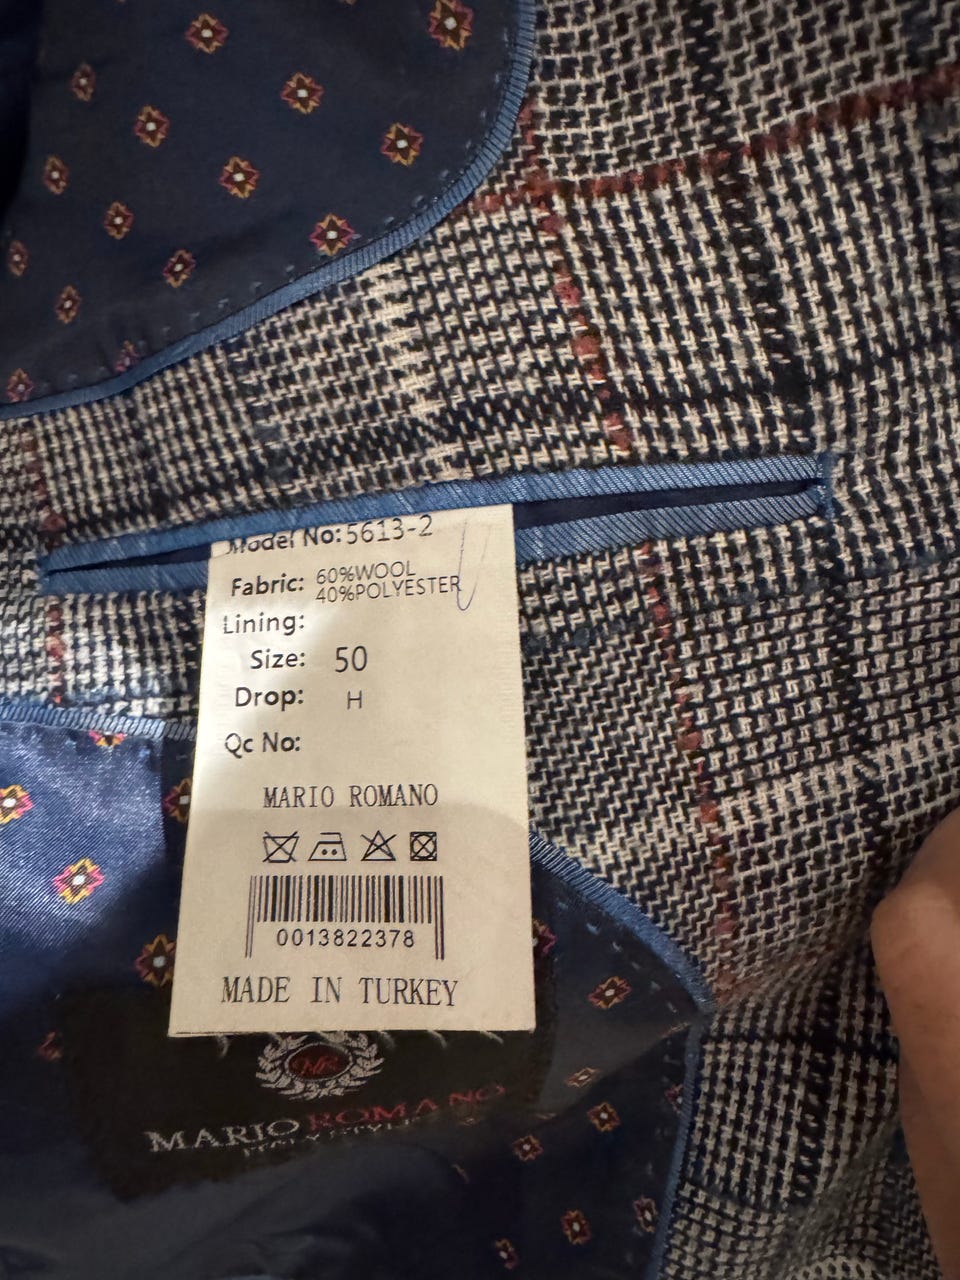 Model No: 5613-2
Fabric: 60%WOOL
40%POLYESTER
Lining:
Size: 50
Drop: H
Qc No:
MARIO ROMANO
0013822378
MADE IN TURKEY
MR
MARIO ROMANO